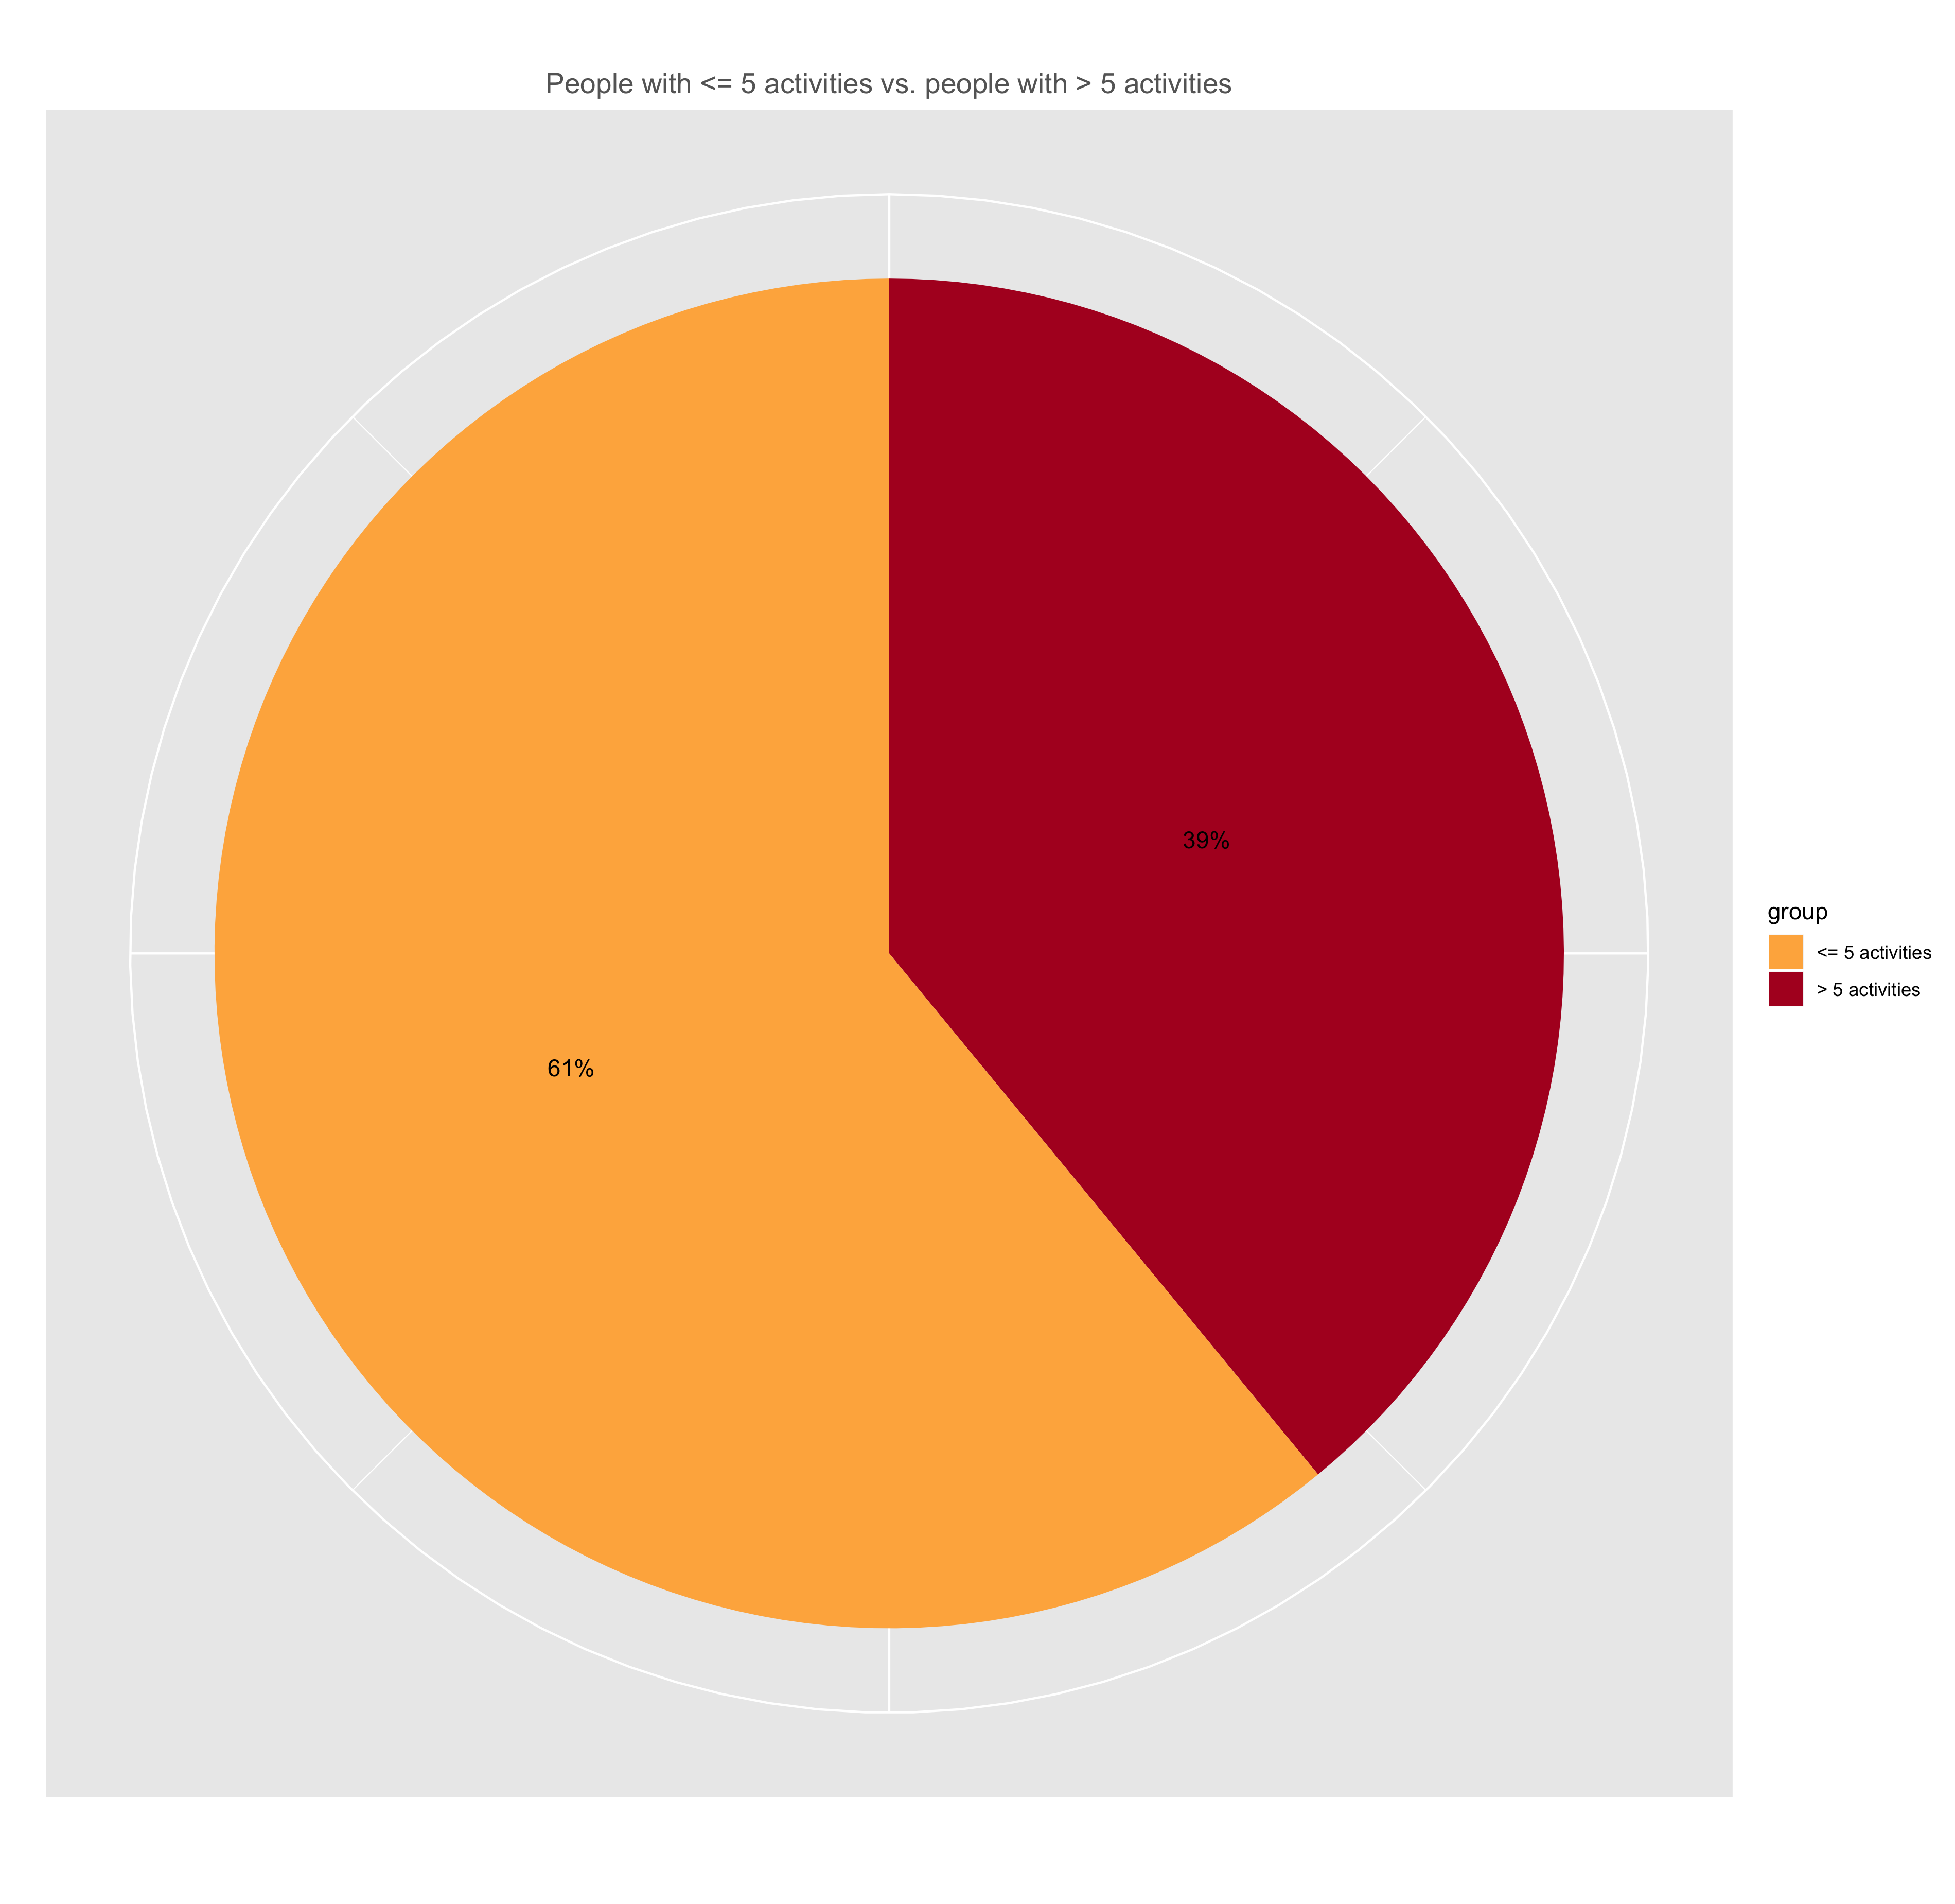 People with <= 5 activities vs. people with > 5 activities
39%
61%
group
<= 5 activities
> 5 activities